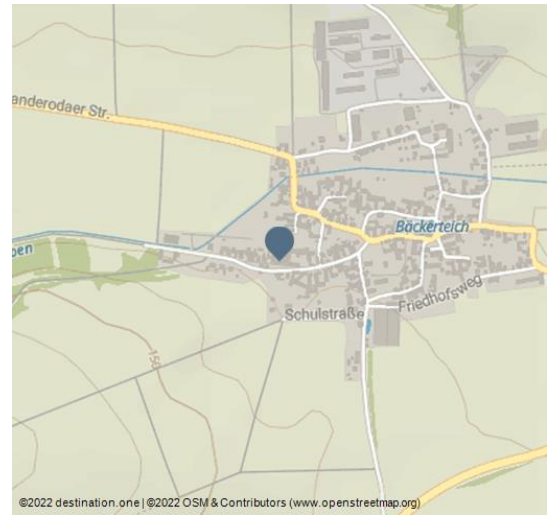 anderodaer Str.
Bäckerteich
ben
Friedhofsweg
Schulstraße
150
©2022 destination.one | ©2022 OSM & Contributors (www.openstreetmap.org)